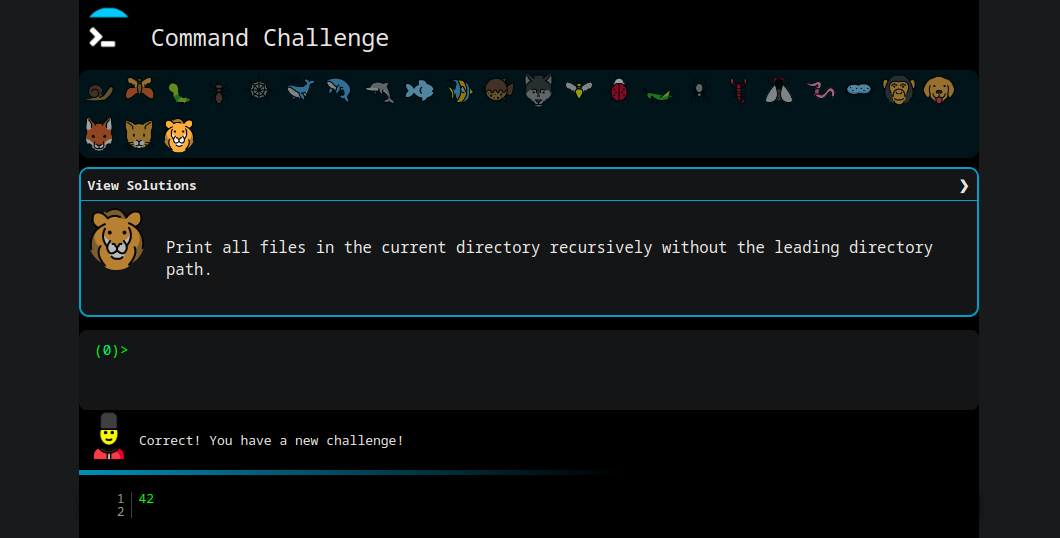 Command Challenge
View Solutions
Print all files in the current directory recursively without the leading directory
path.
(0)>
Correct! You have a new challenge!
1 42
2